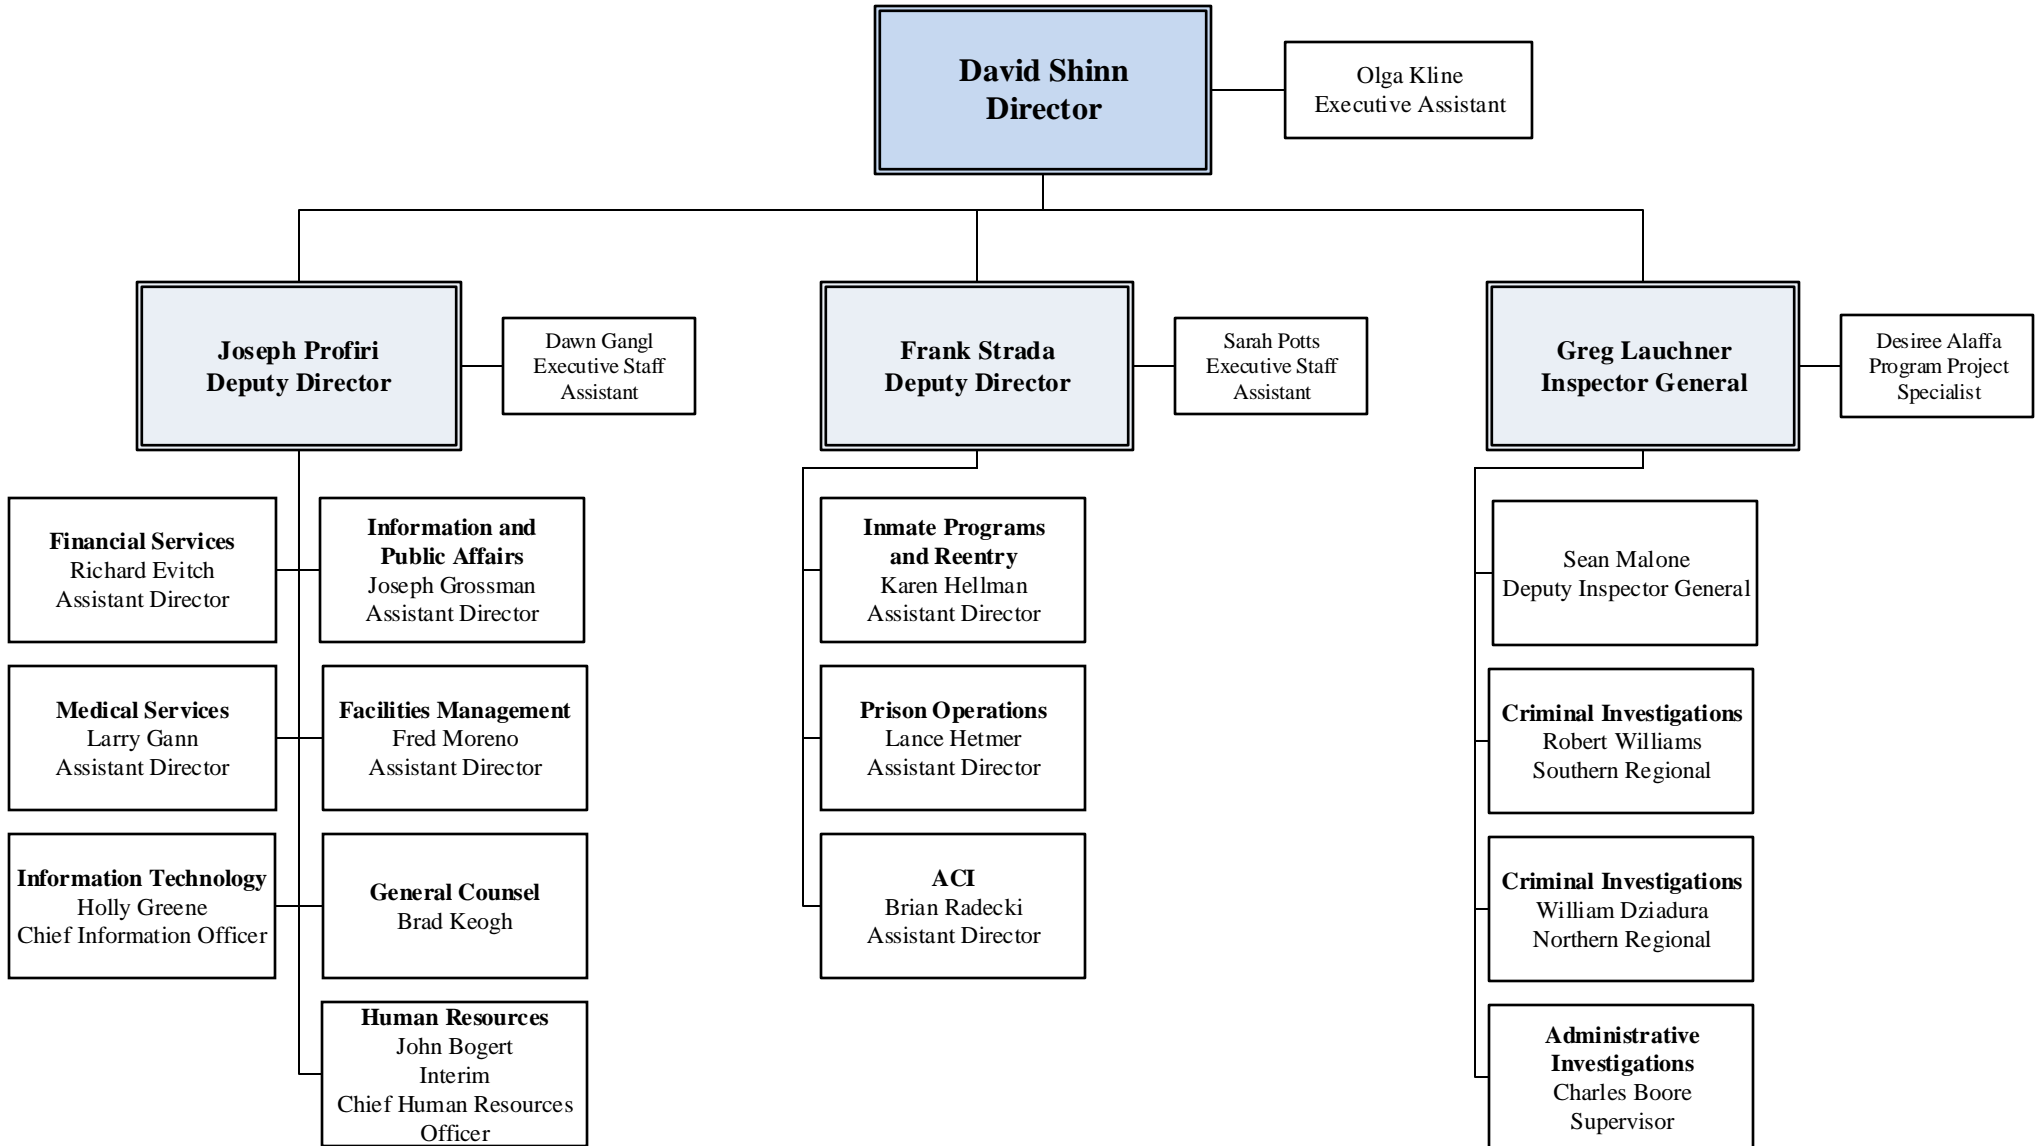 David Shinn
Director
Olga Kline
Executive Assistant
Joseph Profiri
Deputy Director
Dawn Gangl
Executive Staff
Assistant
Frank Strada
Deputy Director
Sarah Potts
Executive Staff
Assistant
Greg Lauchner
Inspector General
Desiree Alaffa
Program Project
Specialist
Financial Services
Richard Evitch
Assistant Director
Information and
Public Affairs
Joseph Grossman
Assistant Director
Medical Services
Larry Gann
Assistant Director
Facilities Management
Fred Moreno
Assistant Director
Information Technology
Holly Greene
Chief Information Officer
General Counsel
Brad Keogh
Human Resources
John Bogert
Interim
Chief Human Resources
Officer
Inmate Programs
and Reentry
Karen Hellman
Assistant Director
Prison Operations
Lance Hetmer
Assistant Director
ACI
Brian Radecki
Assistant Director
Sean Malone
Deputy Inspector General
Criminal Investigations
Robert Williams
Southern Regional
Criminal Investigations
William Dziadura
Northern Regional
Administrative
Investigations
Charles Boore
Supervisor